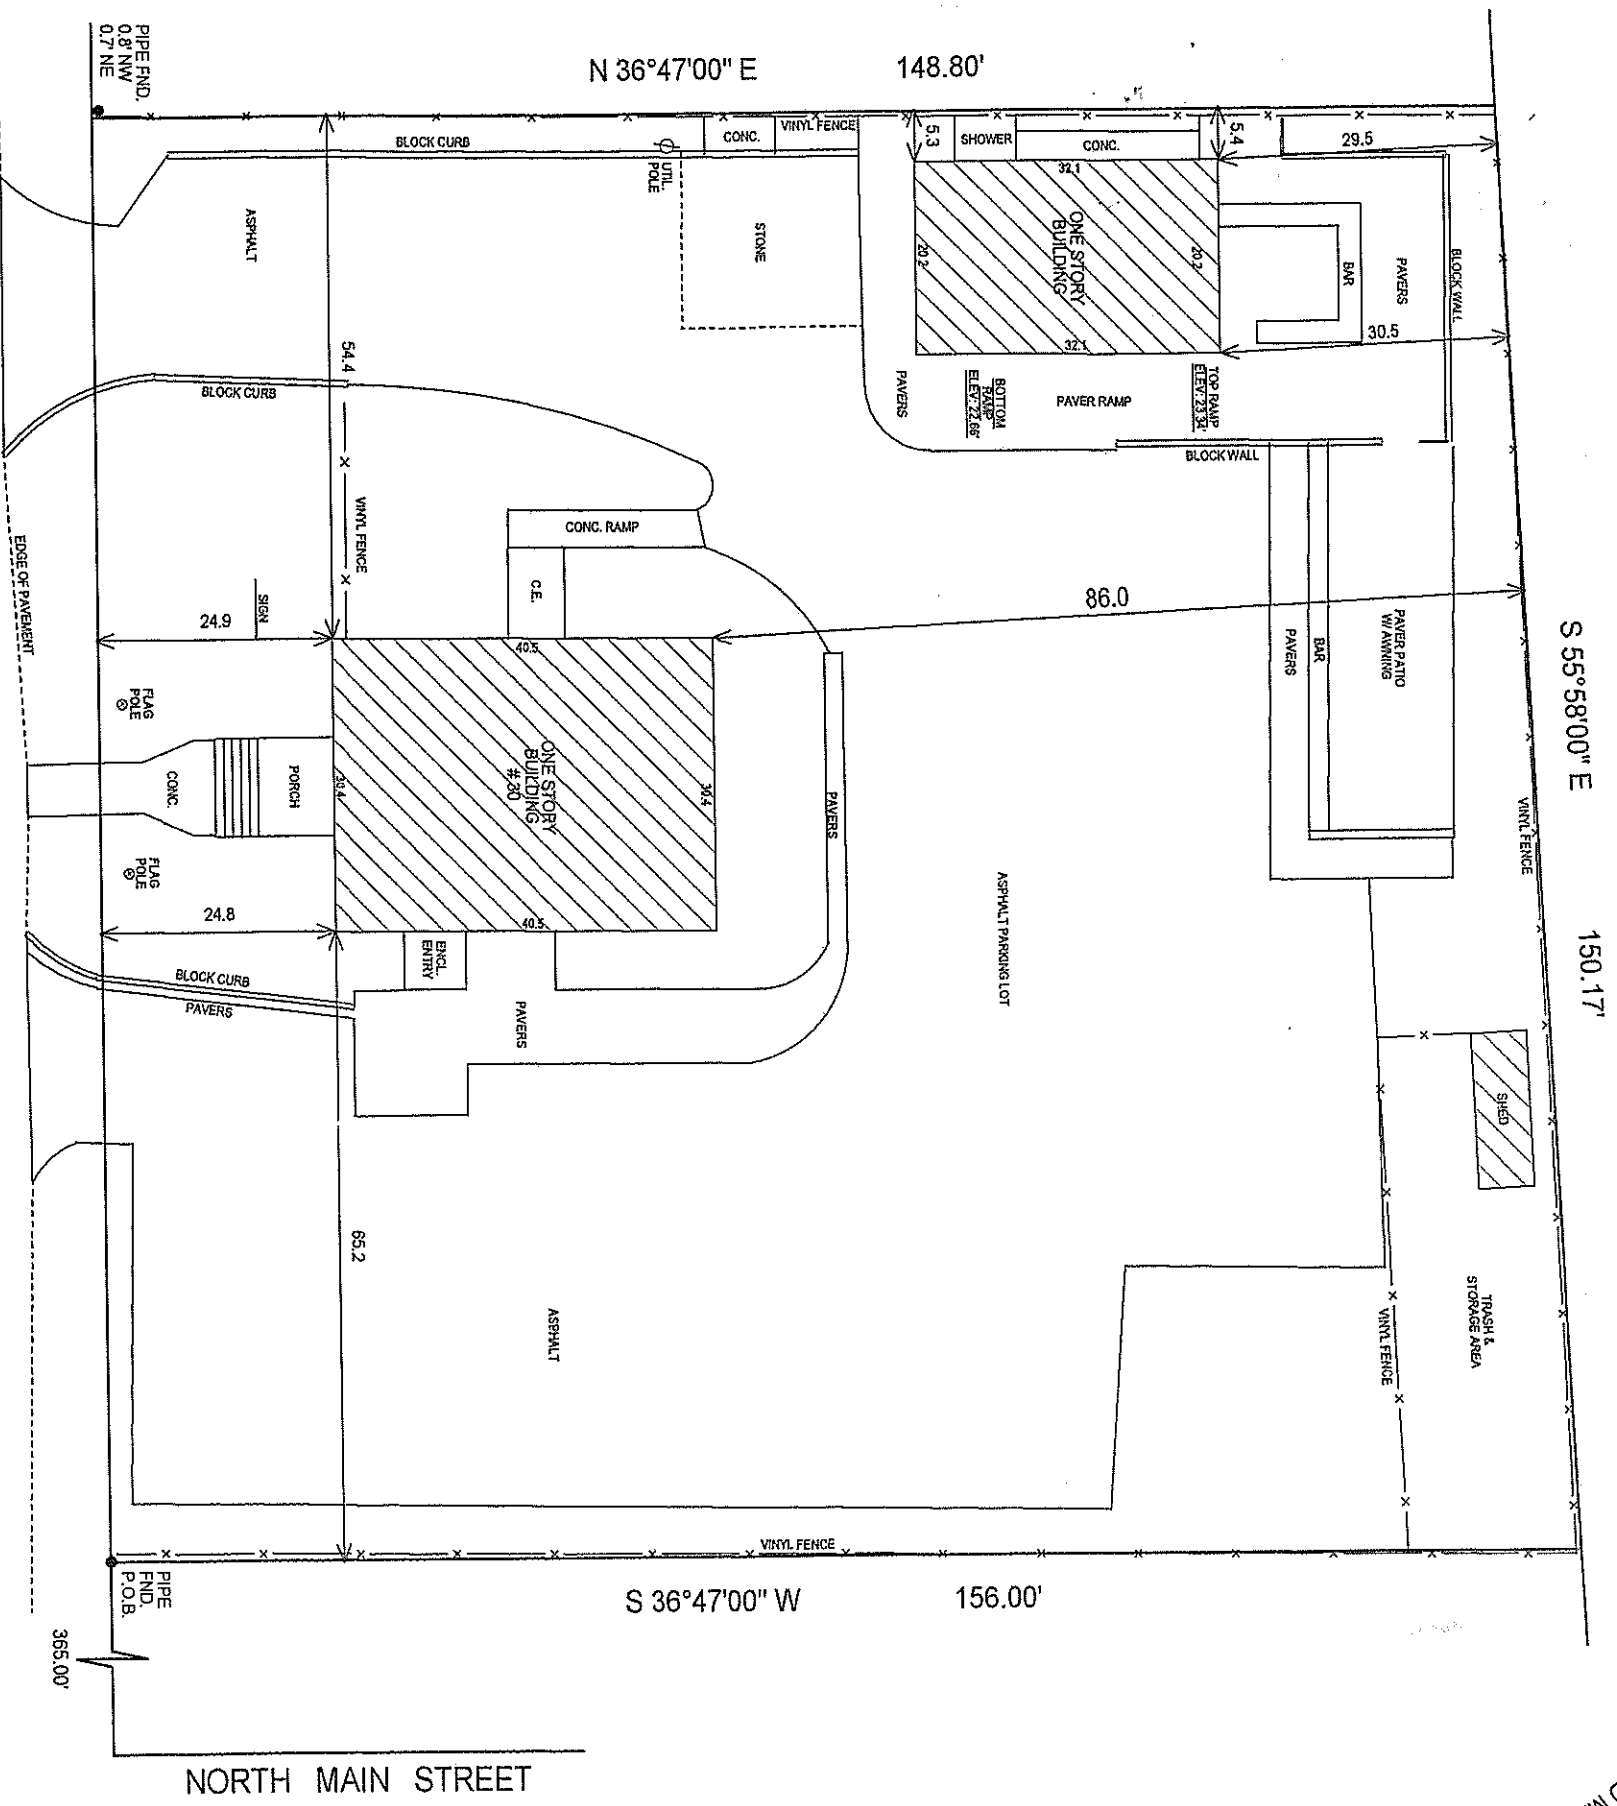 N 36°47'00" E 148.80'
PIPE FND.
0.8' NW
0.7' NE
BLOCK CURB
CONC.
VINYL FENCE
5.3
SHOWER
CONC.
5.4
29.5
UTIL.
POLE
ASPHALT
STONE
32.1
ONE STORY
BUILDING
20.2
20.2
32.1
BAR
PAVERS
BLOCK WALL
30.5
54.4
BLOCK CURB
PAVERS
BOTTOM
RAMP
ELEV: 22.66'
PAVER RAMP
TOP RAMP
ELEV: 23.34'
BLOCK WALL
VINYL FENCE
CONC. RAMP
C.E.
EDGE OF PAVEMENT
SIGN
24.9
86.0
PAVERS
BAR
PAVER PATIO
W/ AWNING
S 55°58'00" E 150.17'
FLAG
POLE
CONC.
PORCH
40.5
ONE STORY
BUILDING
# 30
30.4
30.4
40.5
PAVERS
VINYL FENCE
FLAG
POLE
24.8
ENCL.
ENTRY
BLOCK CURB
PAVERS
PAVERS
ASPHALT PARKING LOT
SHED
65.2
ASPHALT
TRASH &
STORAGE AREA
VINYL FENCE
VINYL FENCE
PIPE
FND.
P.O.B.
S 36°47'00" W 156.00'
365.00'
NORTH MAIN STREET